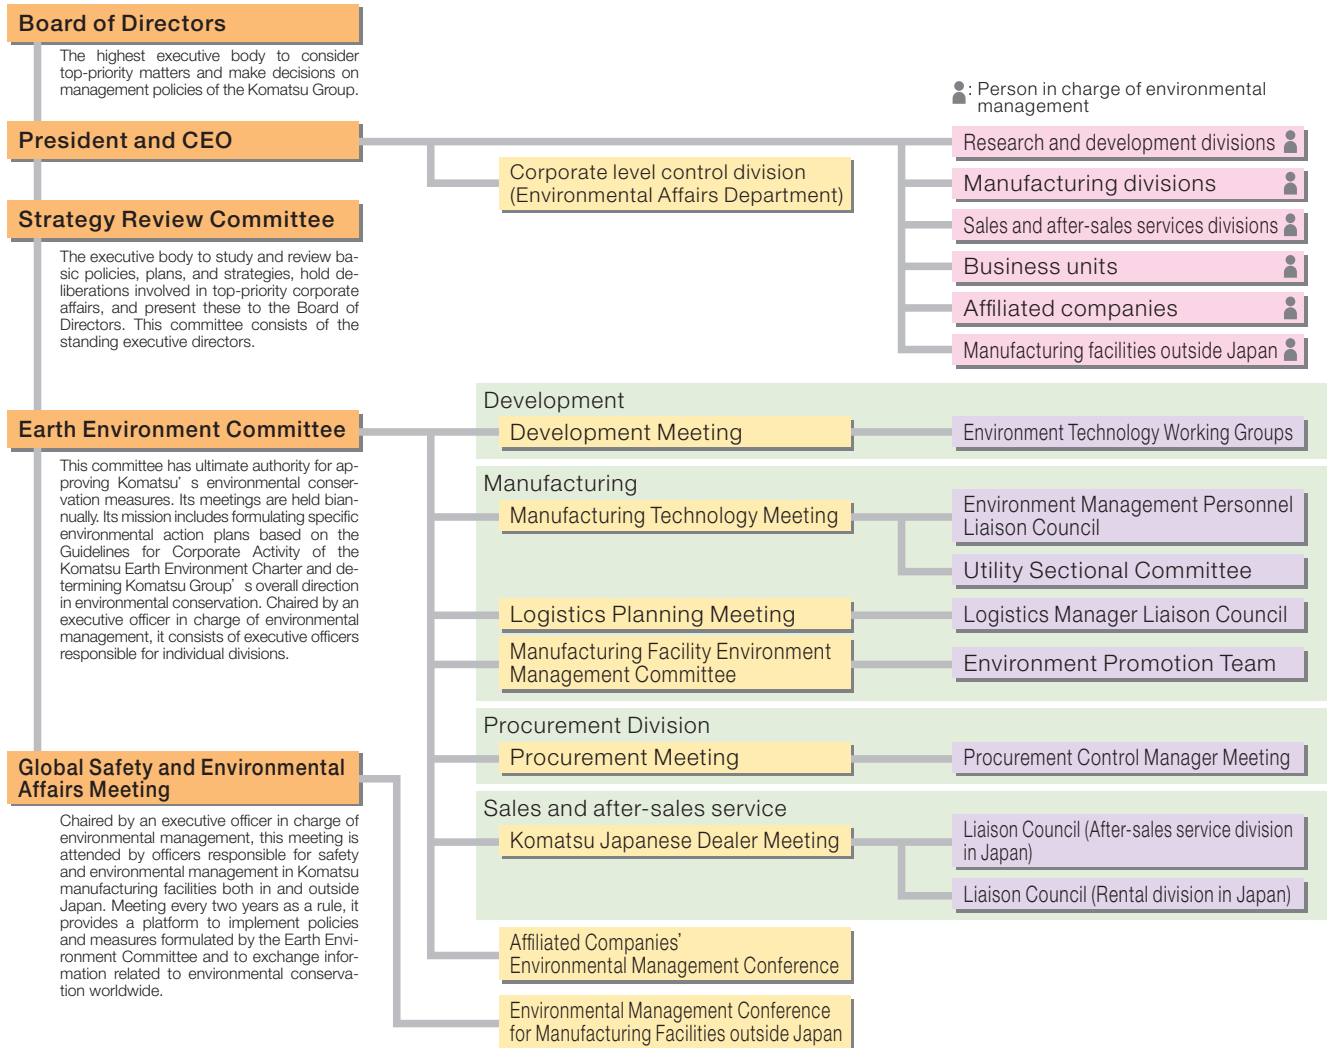 Board of Directors
The highest executive body to consider
top-priority matters and make decisions on
management policies of the Komatsu Group.
President and CEO
Strategy Review Committee
The executive body to study and review ba-
sic policies, plans, and strategies, hold de-
liberations involved in top-priority corporate
affairs, and present these to the Board of
Directors. This committee consists of the
standing executive directors.
Earth Environment Committee
This committee has ultimate authority for ap-
proving Komatsu's environmental conser-
vation measures. Its meetings are held bian-
nually. Its mission includes formulating specific
environmental action plans based on the
Guidelines for Corporate Activity of the
Komatsu Earth Environment Charter and de-
termining Komatsu Group's overall direction
in environmental conservation. Chaired by an
executive officer in charge of environmental
management, it consists of executive officers
responsible for individual divisions.
Global Safety and Environmental
Affairs Meeting
Chaired by an executive officer in charge of
environmental management, this meeting is
attended by officers responsible for safety
and environmental management in Komatsu
manufacturing facilities both in and outside
Japan. Meeting every two years as a rule, it
provides a platform to implement policies
and measures formulated by the Earth Envi-
ronment Committee and to exchange infor-
mation related to environmental conserva-
tion worldwide.
Corporate level control division
(Environmental Affairs Department)
: Person in charge of environmental
management
Research and development divisions
Manufacturing divisions
Sales and after-sales services divisions
Business units
Affiliated companies
Manufacturing facilities outside Japan
Development
Development Meeting
Environment Technology Working Groups
Manufacturing
Manufacturing Technology Meeting
Environment Management Personnel
Liaison Council
Utility Sectional Committee
Logistics Planning Meeting
Logistics Manager Liaison Council
Manufacturing Facility Environment
Management Committee
Environment Promotion Team
Procurement Division
Procurement Meeting
Procurement Control Manager Meeting
Sales and after-sales service
Komatsu Japanese Dealer Meeting
Liaison Council (After-sales service division
in Japan)
Liaison Council (Rental division in Japan)
Affiliated Companies'
Environmental Management Conference
Environmental Management Conference
for Manufacturing Facilities outside Japan